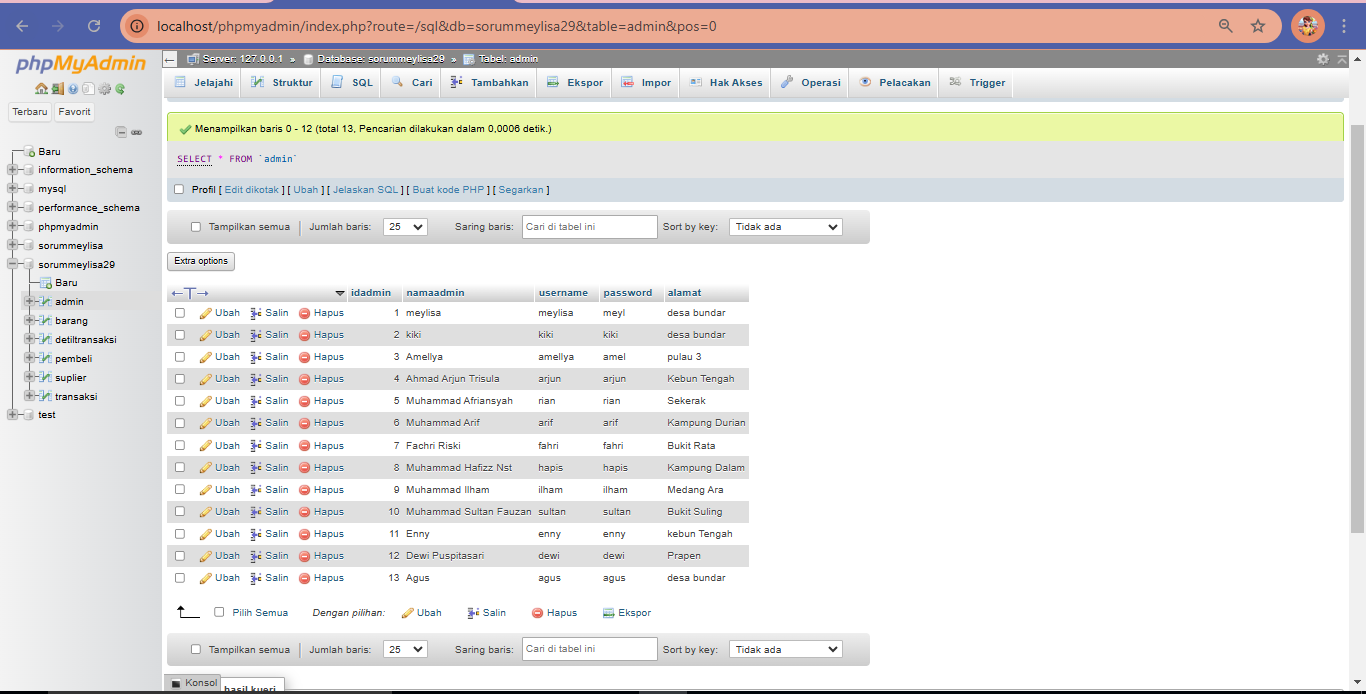 localhost/phpmyadmin/index.php?route=/sql&db=sorummeylisa29&table=admin&pos=0
phpMyAdmin
Terbaru Favorit
Baru
information_schema
mysql
performance_schema
phpmyadmin
sorummeylisa
sorummeylisa29
Baru
admin
barang
detiltransaksi
pembeli
suplier
transaksi
test
Server: 127.0.0.1 » Database: sorummeylisa29 » Tabel: admin
Jelajahi Struktur SQL Cari Tambahkan Ekspor Impor Hak Akses Operasi Pelacakan Trigger
Menampilkan baris 0 - 12 (total 13, Pencarian dilakukan dalam 0,0006 detik.)
SELECT * FROM `admin`
Profil [ Edit dikotak ] [ Ubah ] [ Jelaskan SQL ] [ Buat kode PHP ] [ Segarkan ]
Tampilkan semua Jumlah baris: 25 Saring baris: Cari di tabel ini Sort by key: Tidak ada
Extra options
←T→ idadmin namaadmin username password alamat
Ubah Salin Hapus 1 meylisa meylisa meyl desa bundar
Ubah Salin Hapus 2 kiki kiki kiki desa bundar
Ubah Salin Hapus 3 Amellya amellya amel pulau 3
Ubah Salin Hapus 4 Ahmad Arjun Trisula arjun arjun Kebun Tengah
Ubah Salin Hapus 5 Muhammad Afriansyah rian rian Sekerak
Ubah Salin Hapus 6 Muhammad Arif arif arif Kampung Durian
Ubah Salin Hapus 7 Fachri Riski fahri fahri Bukit Rata
Ubah Salin Hapus 8 Muhammad Hafizz Nst hapis hapis Kampung Dalam
Ubah Salin Hapus 9 Muhammad Ilham ilham ilham Medang Ara
Ubah Salin Hapus 10 Muhammad Sultan Fauzan sultan sultan Bukit Suling
Ubah Salin Hapus 11 Enny enny enny kebun Tengah
Ubah Salin Hapus 12 Dewi Puspitasari dewi dewi Prapen
Ubah Salin Hapus 13 Agus agus agus desa bundar
Pilih Semua Dengan pilihan: Ubah Salin Hapus Ekspor
Tampilkan semua Jumlah baris: 25 Saring baris: Cari di tabel ini Sort by key: Tidak ada
Konsol hasil kueri